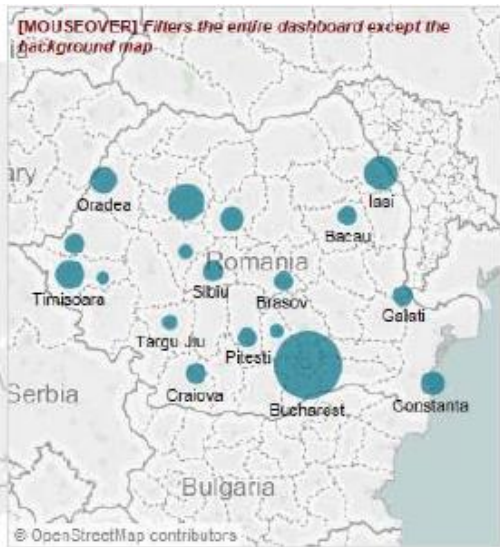 [MOUSEOVER] Filters the entire dashboard except the
background map
ary
Oradea
Iasi
Bacau
Romania
Timisoara
Sibiu
Brasov
Galati
Targu Jiu
Pitesti
Craiova
Serbia
Bucharest
Constanta
Bulgaria
© OpenStreetMap contributors